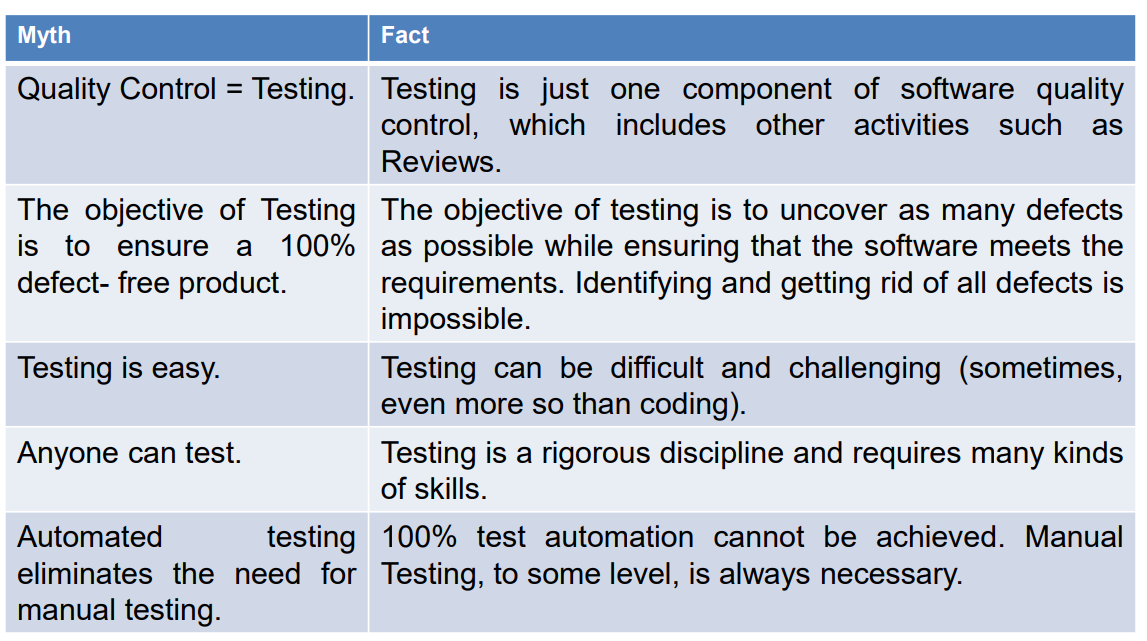 Myth
Fact
Quality Control = Testing.
Testing is just one component of software quality
control, which includes other activities such as
Reviews.
The objective of Testing
is to ensure a 100%
defect- free product.
The objective of testing is to uncover as many defects
as possible while ensuring that the software meets the
requirements. Identifying and getting rid of all defects is
impossible.
Testing is easy.
Testing can be difficult and challenging (sometimes,
even more so than coding).
Anyone can test.
Testing is a rigorous discipline and requires many kinds
of skills.
Automated testing
eliminates the need for
manual testing.
100% test automation cannot be achieved. Manual
Testing, to some level, is always necessary.